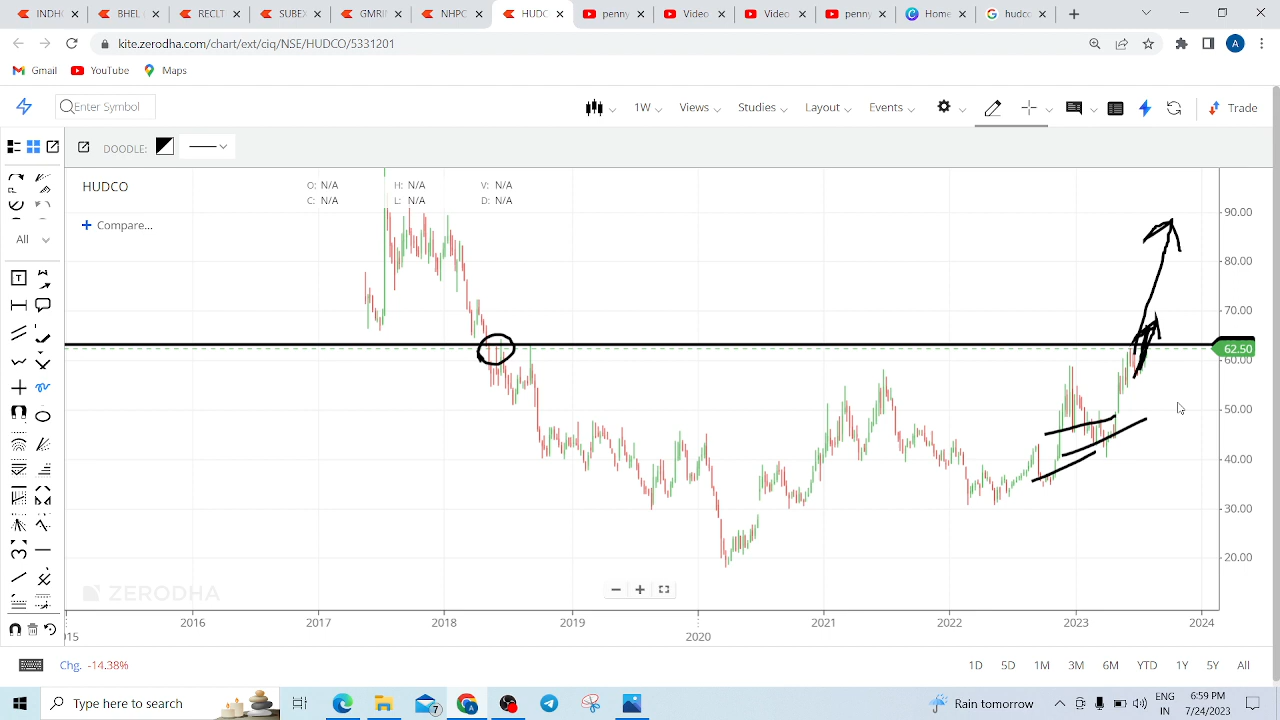 INDHO
BHEL
RECLT
SUBEX
GMRIN
NHPC
HUDC
penny
Video
Video
penny
Home
hudco
kite.zerodha.com/chart/ext/ciq/NSE/HUDCO/5331201
A
Gmail
YouTube
Maps
Enter Symbol
1W
Views
Studies
Layout
Events
Trade
DOODLE:
HUDCO
O: N/A H: N/A V: N/A
C: N/A L: N/A D: N/A
+ Compare...
All
T
90.00
80.00
70.00
62.50
60.00
50.00
40.00
30.00
20.00
ZERODHA
15 2016 2017 2018 2019 2020 2021 2022 2023 2024
Chg. -14.38%
1D 5D 1M 3M 6M YTD 1Y 5Y All
Type here to search
7
Rain tomorrow
ENG
IN
6:59 PM
7/24/2023